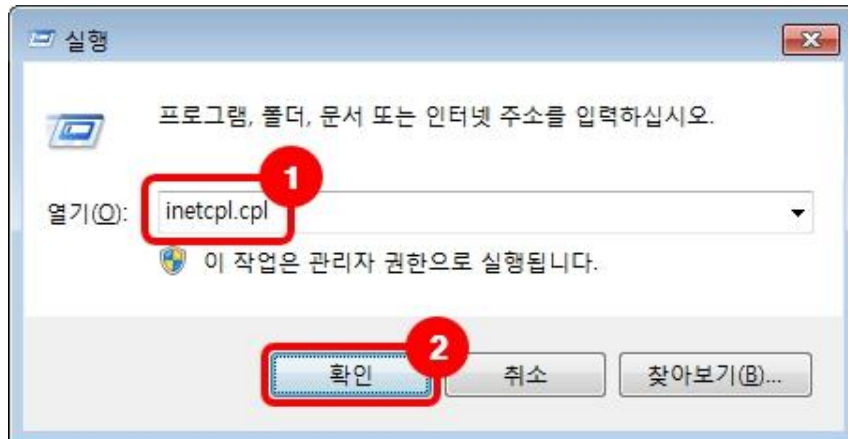 실행
프로그램, 폴더, 문서 또는 인터넷 주소를 입력하십시오.
1
열기(O): inetcpl.cpl
이 작업은 관리자 권한으로 실행됩니다.
2
확인 취소 찾아보기(B)...